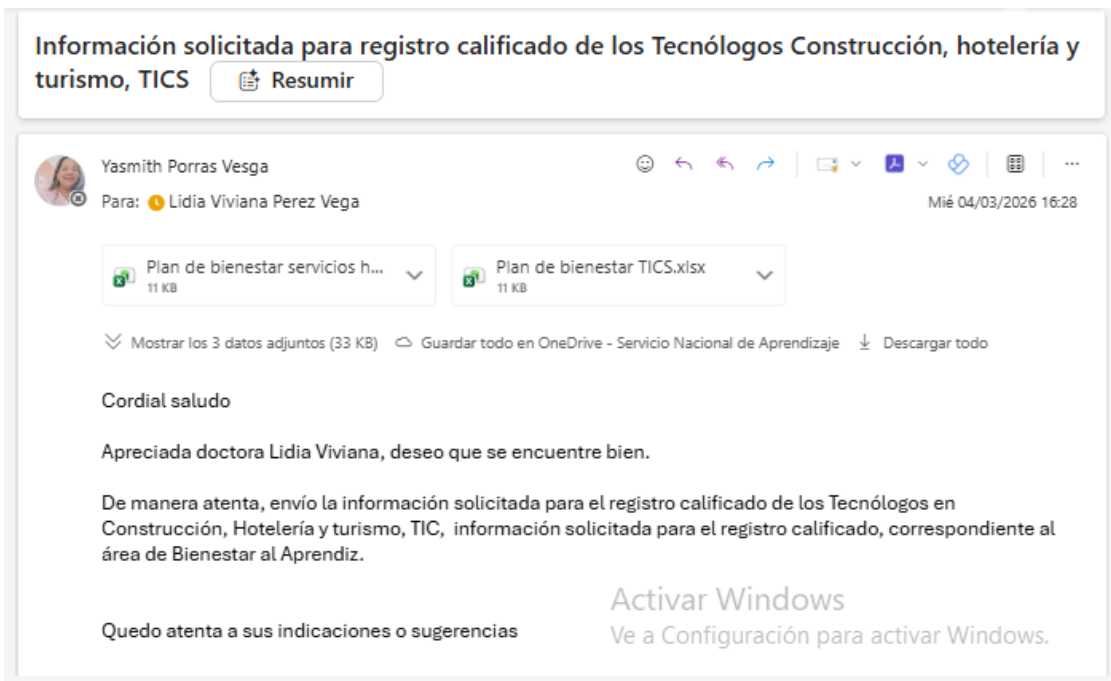 Información solicitada para registro calificado de los Tecnólogos Construcción, hotelería y
turismo, TICS Resumir
Yasmith Porras Vesga
Para: Lidia Viviana Perez Vega
Mié 04/03/2026 16:28
Plan de bienestar servicios h...
11 KB
Plan de bienestar TICS.xlsx
11 KB
Mostrar los 3 datos adjuntos (33 KB) Guardar todo en OneDrive - Servicio Nacional de Aprendizaje Descargar todo
Cordial saludo
Apreciada doctora Lidia Viviana, deseo que se encuentre bien.
De manera atenta, envío la información solicitada para el registro calificado de los Tecnólogos en
Construcción, Hotelería y turismo, TIC, información solicitada para el registro calificado, correspondiente al
área de Bienestar al Aprendiz.
Quedo atenta a sus indicaciones o sugerencias
Activar Windows
Ve a Configuración para activar Windows.